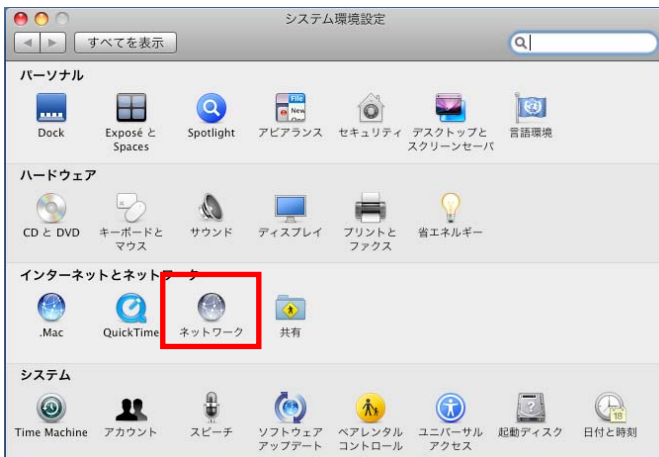 システム環境設定
すべてを表示
パーソナル
Dock
Exposé と
Spaces
Spotlight
アピアランス
セキュリティ
デスクトップと
スクリーンセーバ
言語環境
ハードウェア
CD と DVD
キーボードと
マウス
サウンド
ディスプレイ
プリントと
ファクス
省エネルギー
インターネットとネットワーク
.Mac
QuickTime
ネットワーク
共有
システム
Time Machine
アカウント
スピーチ
ソフトウェア
アップデート
ペアレンタル
コントロール
ユニバーサル
アクセス
起動ディスク
日付と時刻